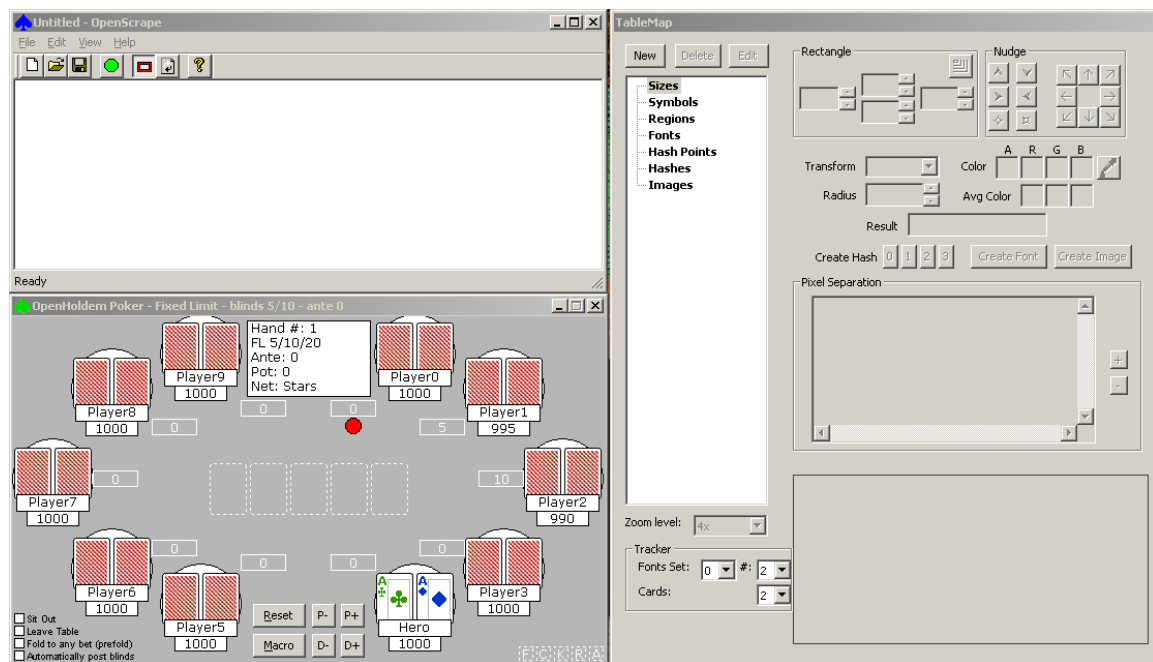 Untitled - OpenScrape
File Edit View Help
Ready
OpenHoldem Poker - Fixed Limit - blinds 5/10 - ante 0
Hand #: 1
FL 5/10/20
Ante: 0
Pot: 0
Net: Stars
Player9
1000
Player0
1000
Player8
1000
Player1
995
0
0
0
5
Player7
1000
0
10
Player2
990
0
0
0
0
Player6
1000
Player5
1000
A
A
Hero
1000
Player3
1000
Reset P- P+
Macro D- D+
Sit Out
Leave Table
Fold to any bet (prefold)
Automatically post blinds
F C K R A
TableMap
New Delete Edit
Sizes
Symbols
Regions
Fonts
Hash Points
Hashes
Images
Zoom level: 4x
Tracker
Fonts Set: 0 #: 2
Cards: 2
Rectangle
Nudge
Transform
Color A R G B
Radius
Avg Color
Result
Create Hash 0 1 2 3 Create Font Create Image
Pixel Separation
+
-